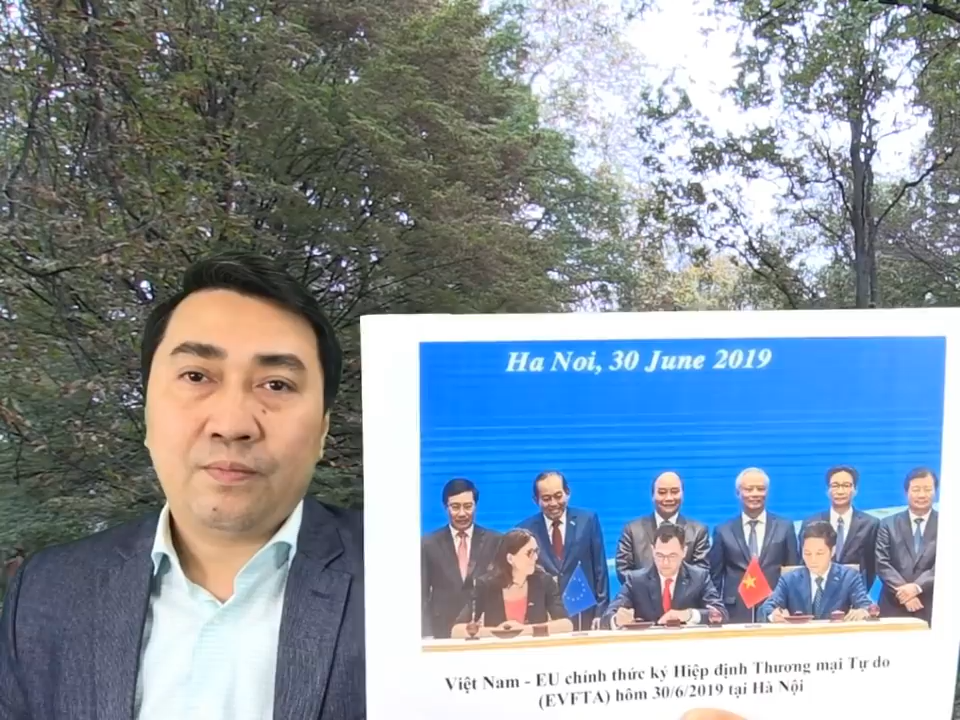 Ha Noi, 30 June 2019
Việt Nam - EU chính thức ký Hiệp định Thương mại Tự do
(EVFTA) hôm 30/6/2019 tại Hà Nội